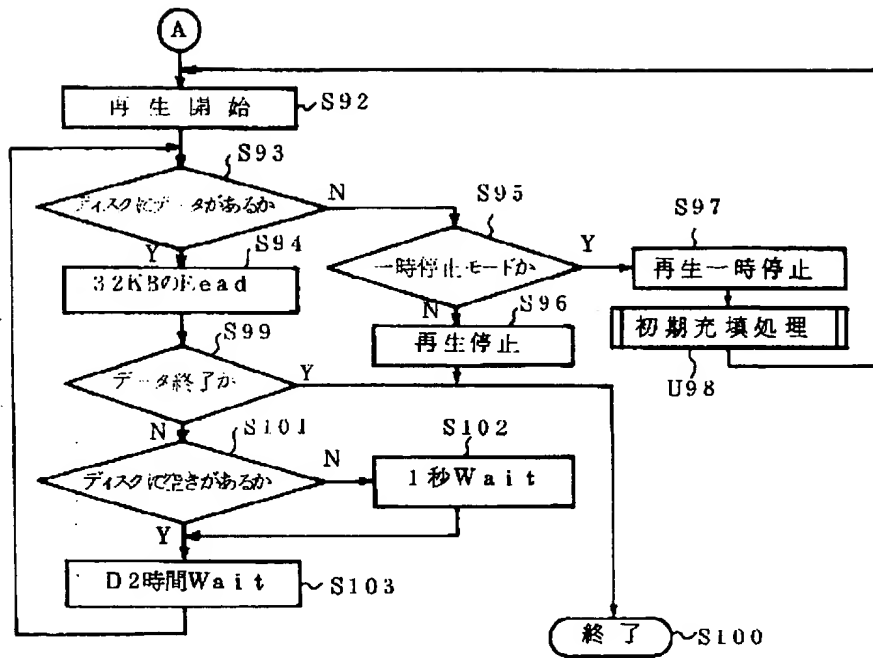 A
再生開始
S92
S93
ディスクにデータがあるか
N
S95
S97
Y
S94
一時停止モードか
Y
再生一時停止
32KBのRead
N
S96
初期充填処理
S99
再生停止
U98
データ終了か
Y
N
S101
S102
ディスクに空きがあるか
N
1秒Wait
Y
D2時間Wait
S103
終了
S100